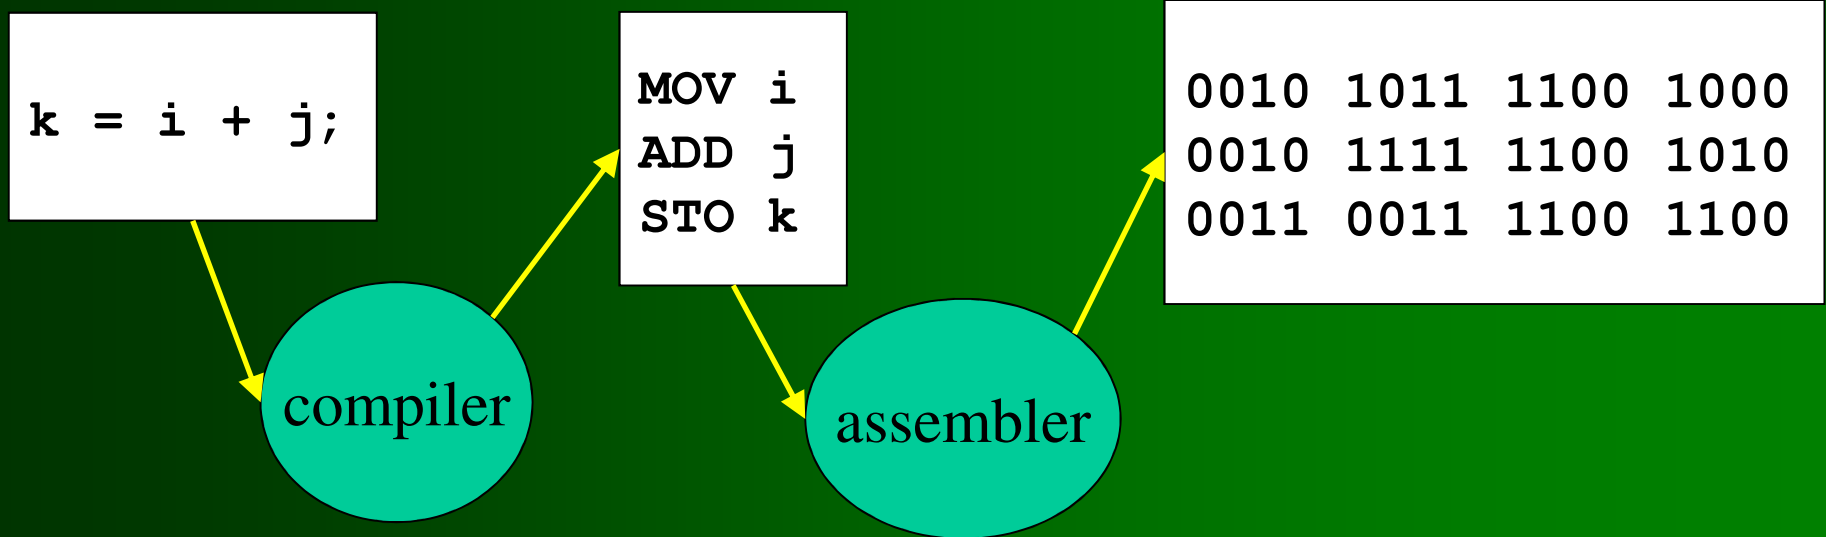 k = i + j;
compiler
MOV i
ADD j
STO k
assembler
0010 1011 1100 1000
0010 1111 1100 1010
0011 0011 1100 1100